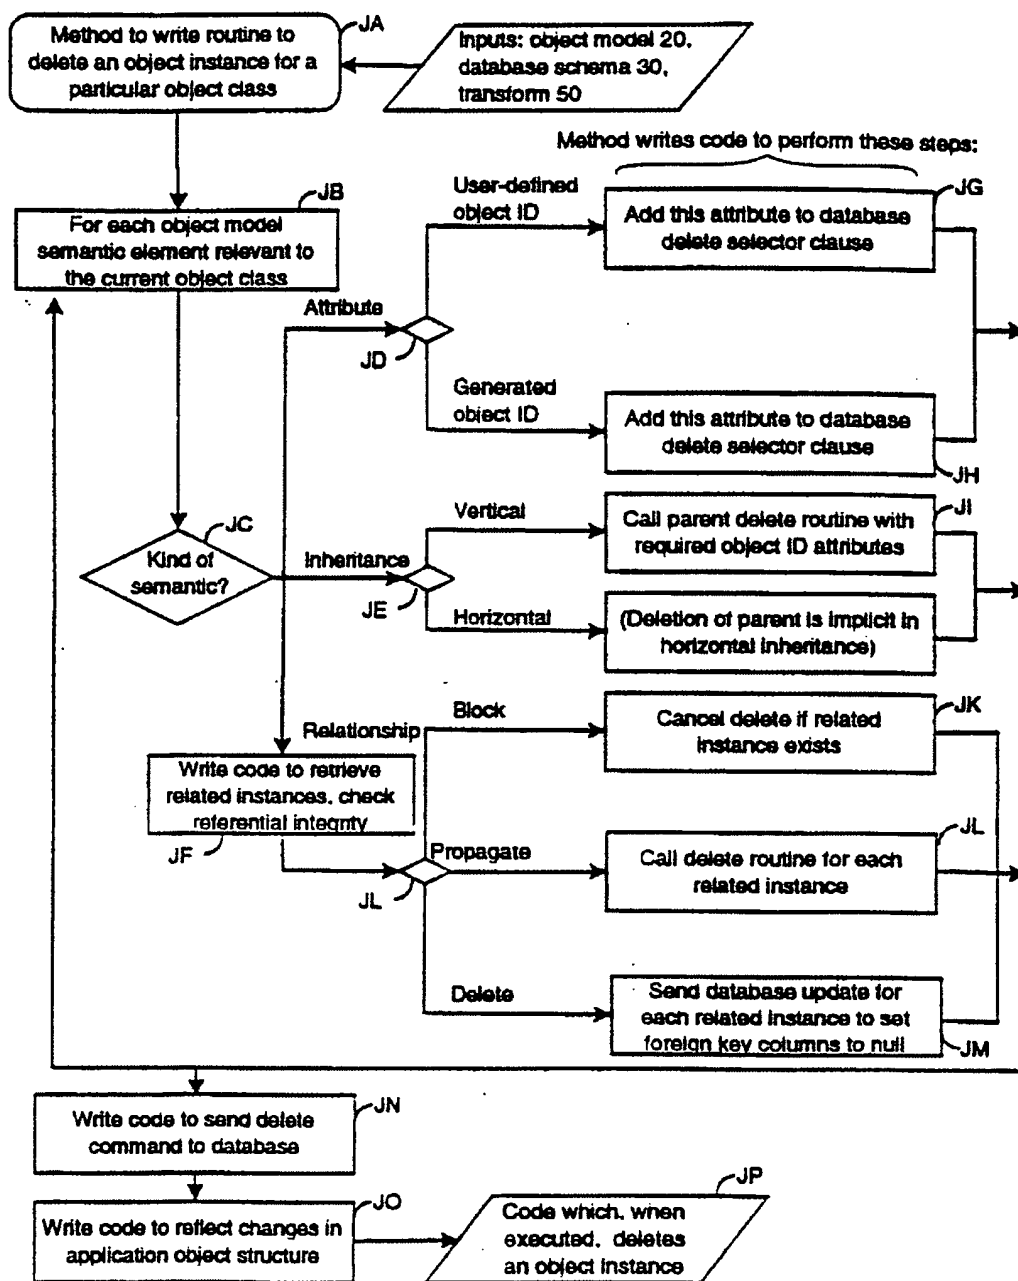 JA
Method to write routine to
delete an object instance for a
particular object class
Inputs: object model 20,
database schema 30,
transform 50
Method writes code to perform these steps:
JB
For each object model
semantic element relevant to
the current object class
User-defined
object ID
JG
Add this attribute to database
delete selector clause
Attribute
JD
Generated
object ID
Add this attribute to database
delete selector clause
JH
JC
Kind of
semantic?
Inheritance
JE
Vertical
JI
Call parent delete routine with
required object ID attributes
Horizontal
(Deletion of parent is implicit in
horizontal inheritance)
Relationship
Write code to retrieve
related instances, check
referential integrity
JF
JL
Block
JK
Cancel delete if related
instance exists
Propagate
JL
Call delete routine for each
related instance
Delete
Send database update for
each related instance to set
foreign key columns to null
JM
JN
Write code to send delete
command to database
JO
Write code to reflect changes in
application object structure
JP
Code which, when
executed, deletes
an object instance